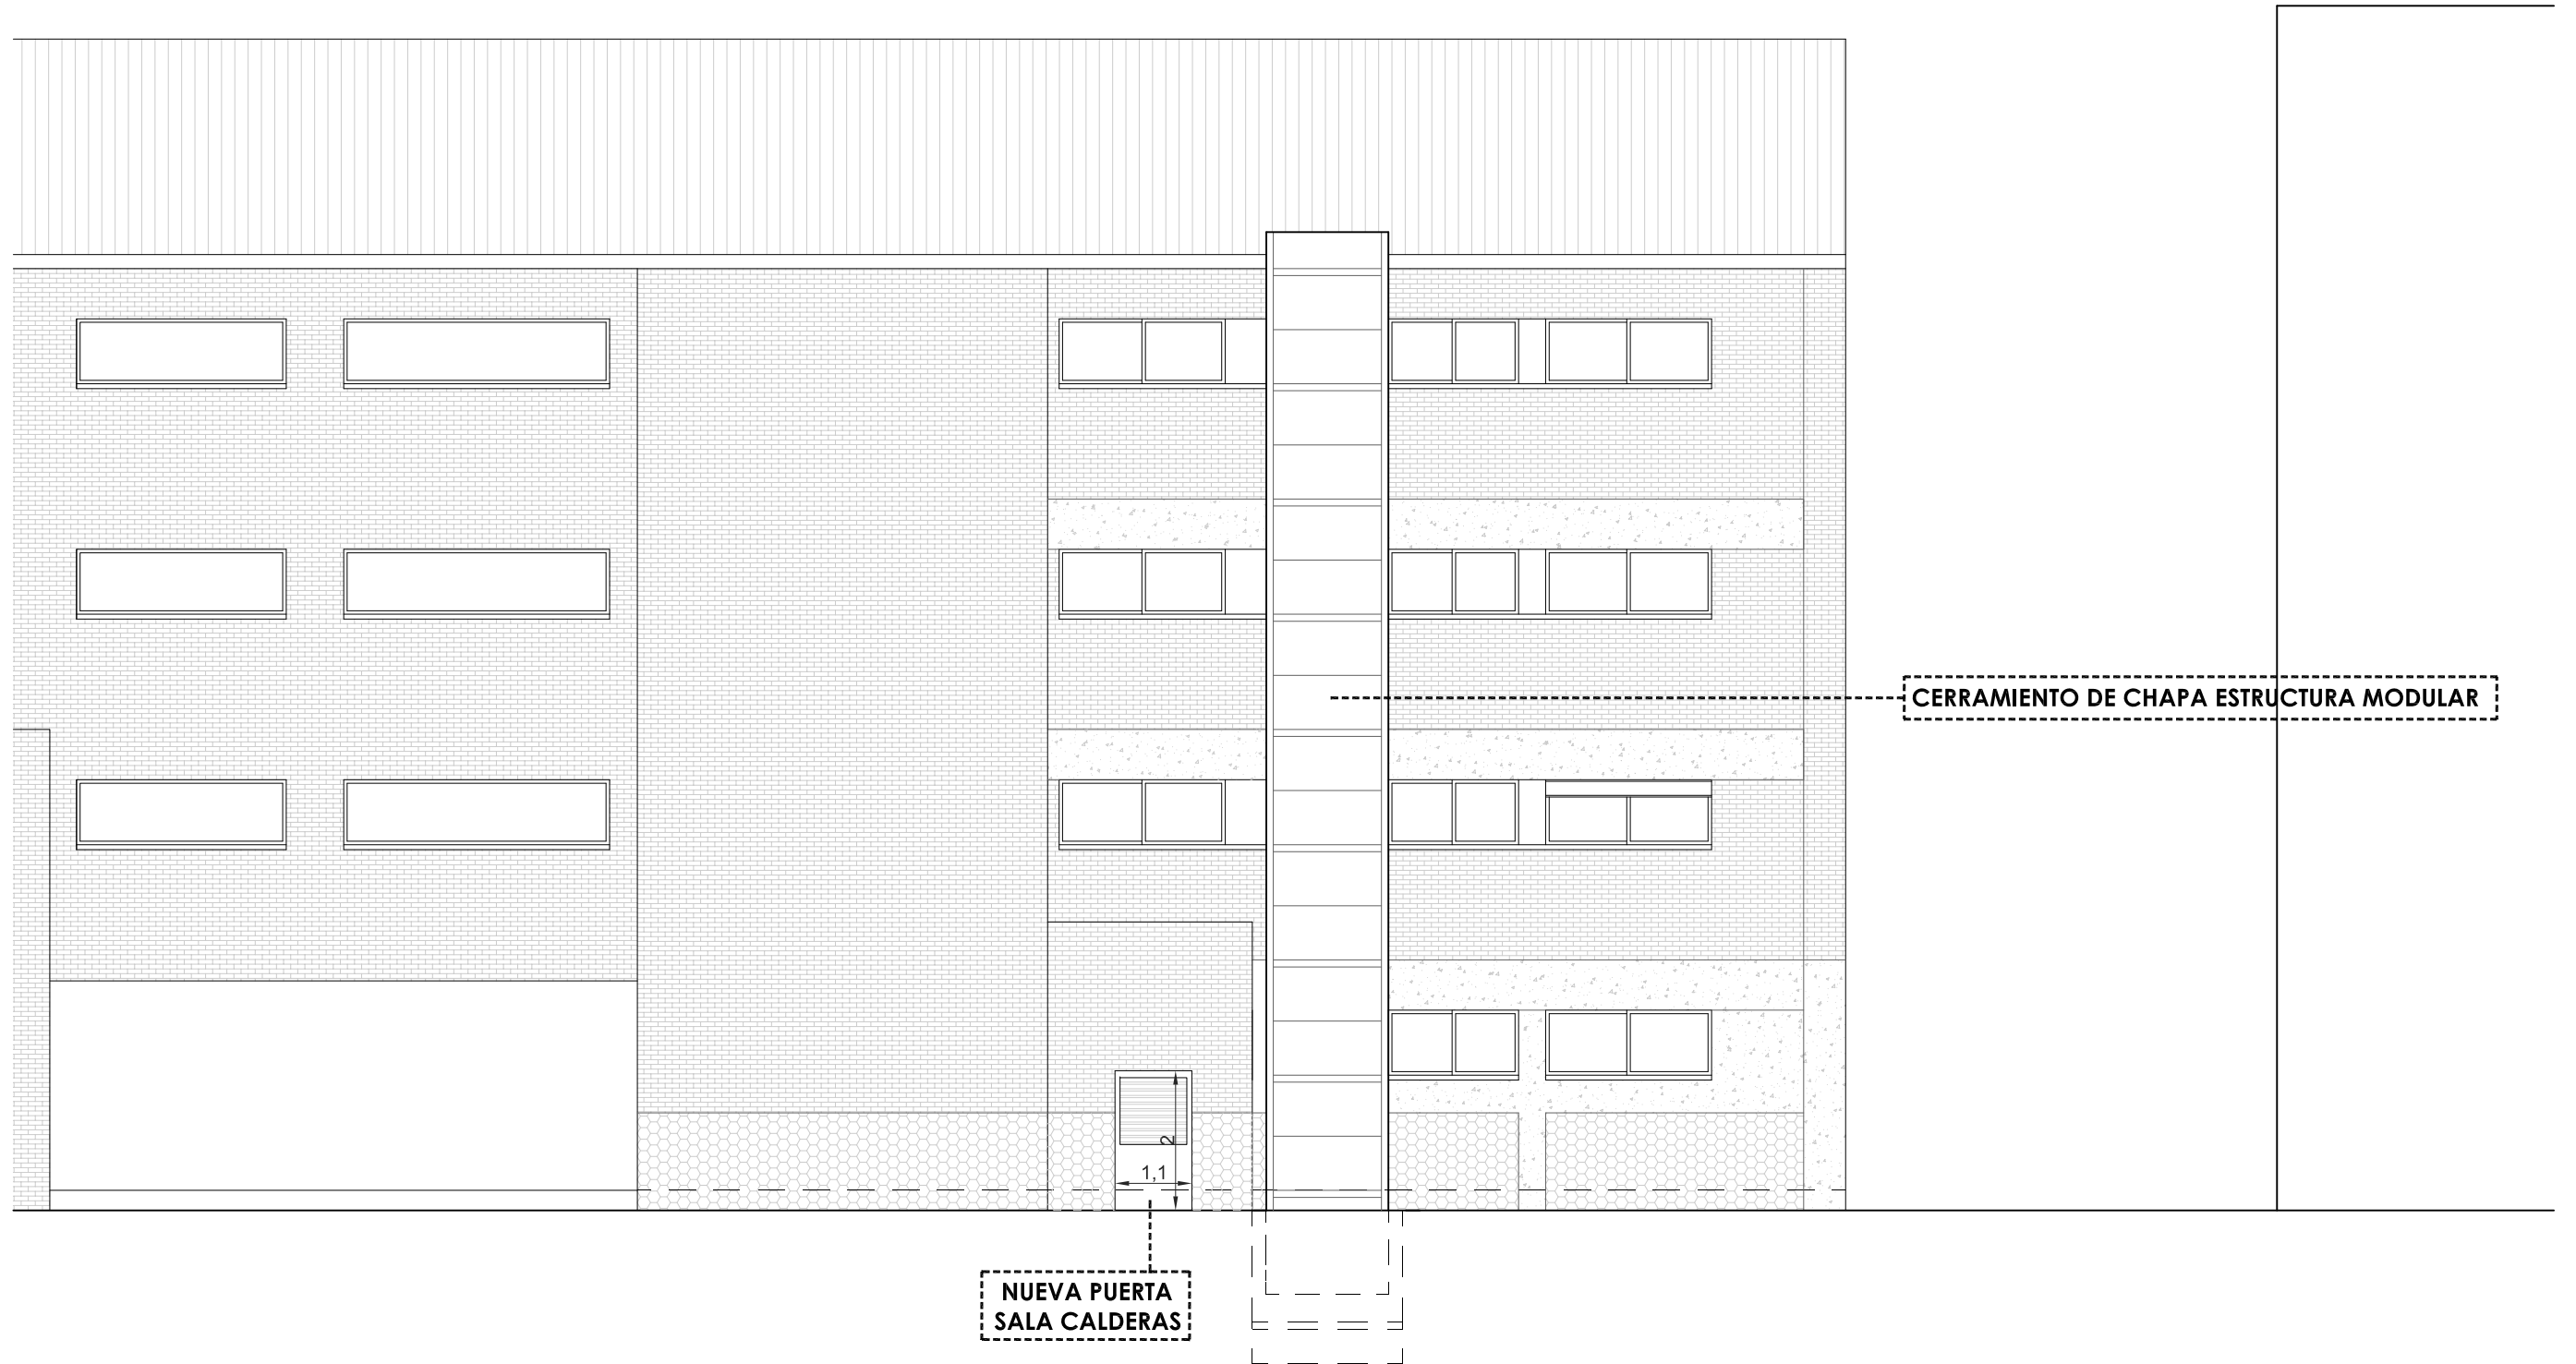 CERRAMIENTO DE CHAPA ESTRUCTURA MODULAR
2
1,1
NUEVA PUERTA
SALA CALDERAS